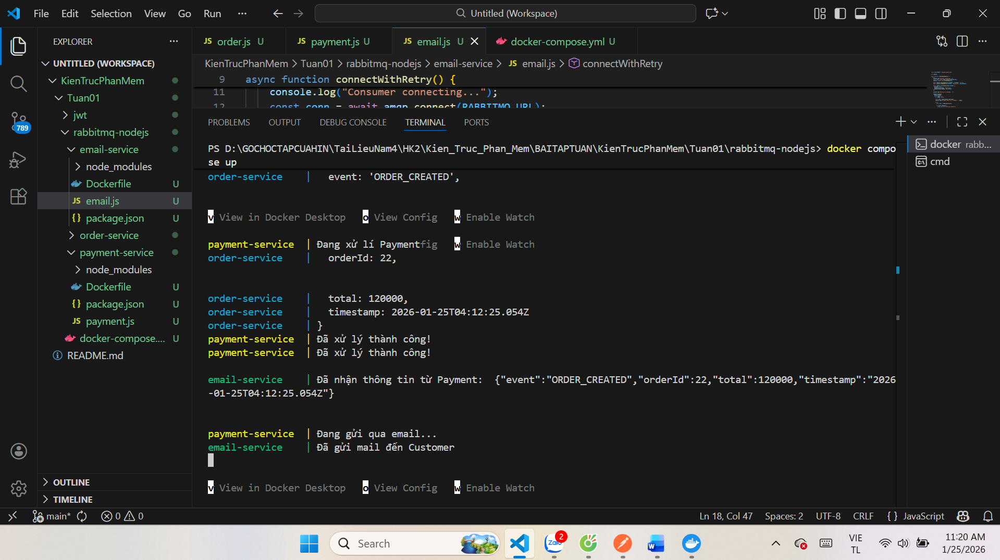 File Edit Selection View Go Run ··· Untitled (Workspace)
EXPLORER ···
JS order.js U
JS payment.js U
JS email.js U
docker-compose.yml U
UNTITLED (WORKSPACE)
KienTrucPhanMem
Tuan01
jwt
rabbitmq-nodejs
email-service
node_modules
Dockerfile U
JS email.js U
{} package.json U
order-service
payment-service
node_modules
Dockerfile U
{} package.json U
JS payment.js U
docker-compose.... U
README.md
789
OUTLINE
TIMELINE
KienTrucPhanMem > Tuan01 > rabbitmq-nodejs > email-service > JS email.js > connectWithRetry
9 async function connectWithRetry() {
11 console.log("Consumer connecting...");
12 const conn = await amqp.connect(RABBITMQ_URL);
PROBLEMS OUTPUT DEBUG CONSOLE TERMINAL PORTS
PS D:\GOCHOCTAPCUAHIN\TaiLieuNam4\HK2\Kien_Truc_Phan_Mem\BAITAPTUAN\KienTrucPhanMem\Tuan01\rabbitmq-nodejs> docker compo
se up
order-service | event: 'ORDER_CREATED',
v View in Docker Desktop o View Config w Enable Watch
payment-service | Đang xử lí Paymentfig w Enable Watch
order-service | orderId: 22,
order-service | total: 120000,
order-service | timestamp: 2026-01-25T04:12:25.054Z
order-service | }
payment-service | Đã xử lý thành công!
payment-service | Đã xử lý thành công!
email-service | Đã nhận thông tin từ Payment: {"event":"ORDER_CREATED","orderId":22,"total":120000,"timestamp":"2026
-01-25T04:12:25.054Z"}
payment-service | Đang gửi qua email...
email-service | Đã gửi mail đến Customer
v View in Docker Desktop o View Config w Enable Watch
docker rabb...
cmd
main* 0 0 Ln 18, Col 47 Spaces: 2 UTF-8 CRLF { } JavaScript
Search
Zalo
2
W
VIE
TL
11:20 AM
1/25/2026